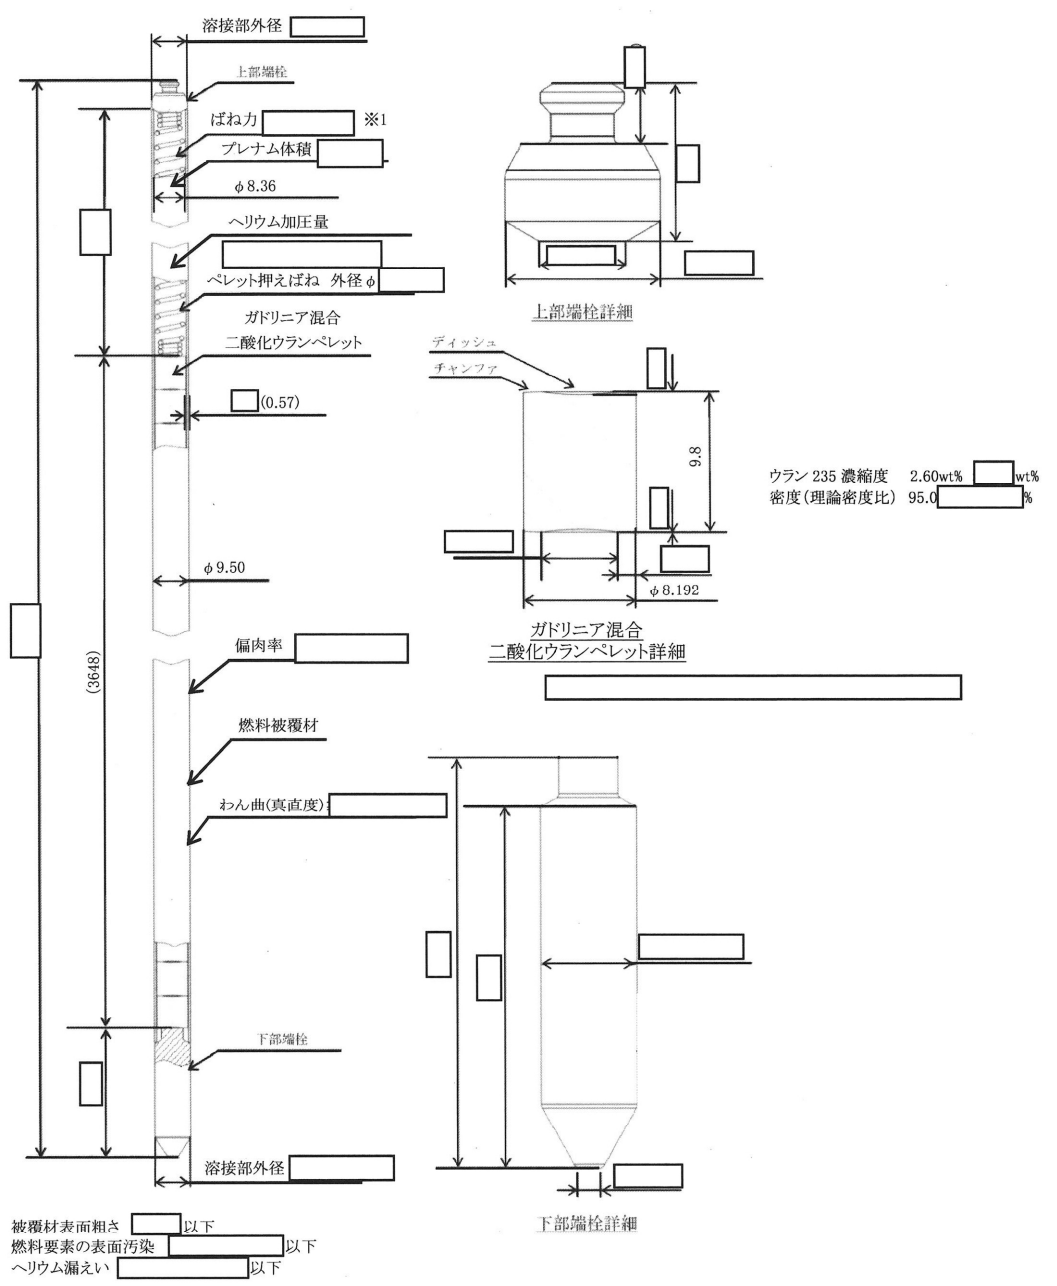 溶接部外径
上部端栓
ばね力 ※1
プレナム体積
φ8.36
ヘリウム加圧量
ペレット押えばね 外径φ
ガドリニア混合
二酸化ウランペレット
(0.57)
φ9.50
偏肉率
(3648)
燃料被覆材
わん曲(真直度):
下部端栓
溶接部外径
被覆材表面粗さ 以下
燃料要素の表面汚染 以下
ヘリウム漏えい 以下
上部端栓詳細
ディッシュ
チャンファ
9.8
φ8.192
ガドリニア混合
二酸化ウランペレット詳細
ウラン235濃縮度 2.60wt% wt%
密度(理論密度比) 95.0 %
下部端栓詳細